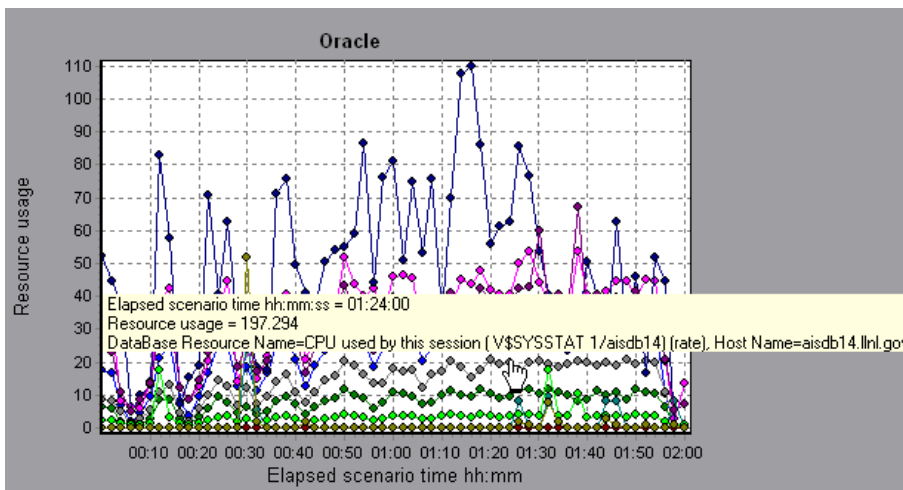 Oracle
110
100
90
80
70
60
50
40
30
20
10
0
Resource usage
Elapsed scenario time hh:mm:ss = 01:24:00
Resource usage = 197.294
DataBase Resource Name=CPU used by this session ( V$SYSSTAT 1/aisdb14) (rate), Host Name=aisdb14.llnl.gov
00:10 00:20 00:30 00:40 00:50 01:00 01:10 01:20 01:30 01:40 01:50 02:00
Elapsed scenario time hh:mm